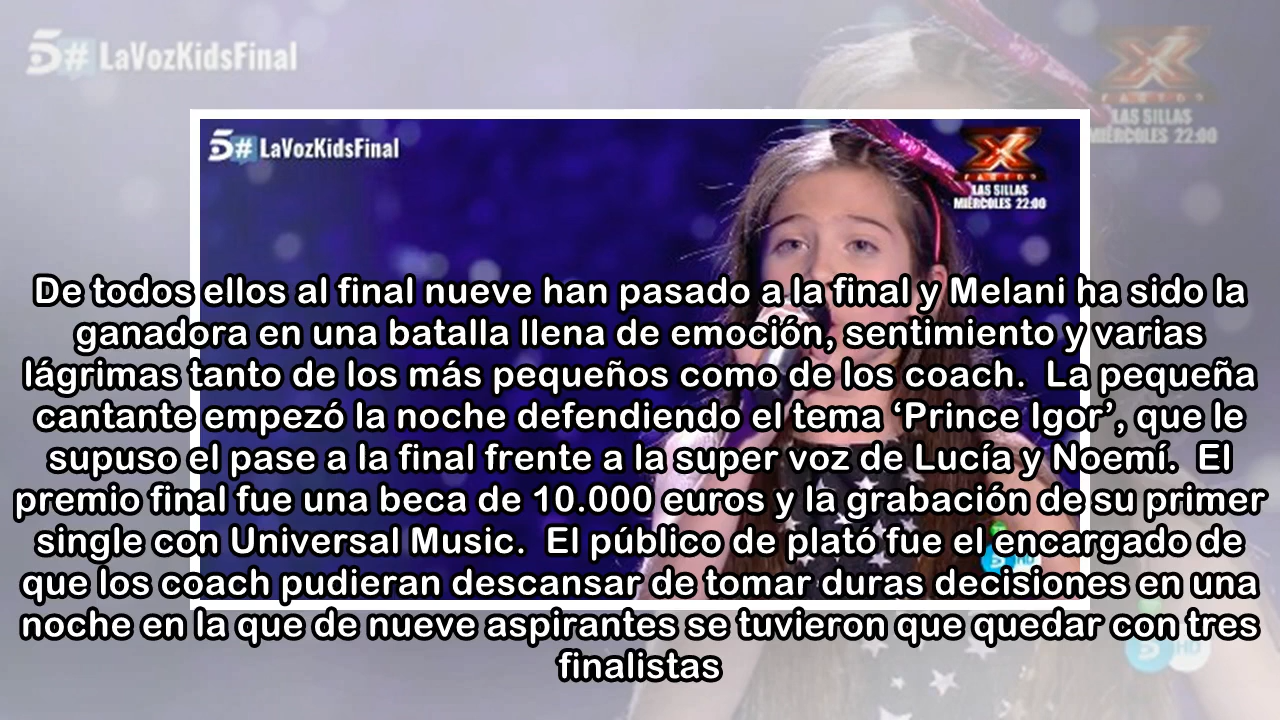 5# LaVozKidsFinal
X
FACTOR
LAS SILLAS
MIÉRCOLES 22:00
5# LaVozKidsFinal
X
FACTOR
LAS SILLAS
MIÉRCOLES 22:00
De todos ellos al final nueve han pasado a la final y Melani ha sido la
ganadora en una batalla llena de emoción, sentimiento y varias
lágrimas tanto de los más pequeños como de los coach.  La pequeña
cantante empezó la noche defendiendo el tema ‘Prince Igor’, que le
supuso el pase a la final frente a la super voz de Lucía y Noemí.  El
premio final fue una beca de 10.000 euros y la grabación de su primer
single con Universal Music.  El público de plató fue el encargado de
que los coach pudieran descansar de tomar duras decisiones en una
noche en la que de nueve aspirantes se tuvieron que quedar con tres
finalistas
5 HD